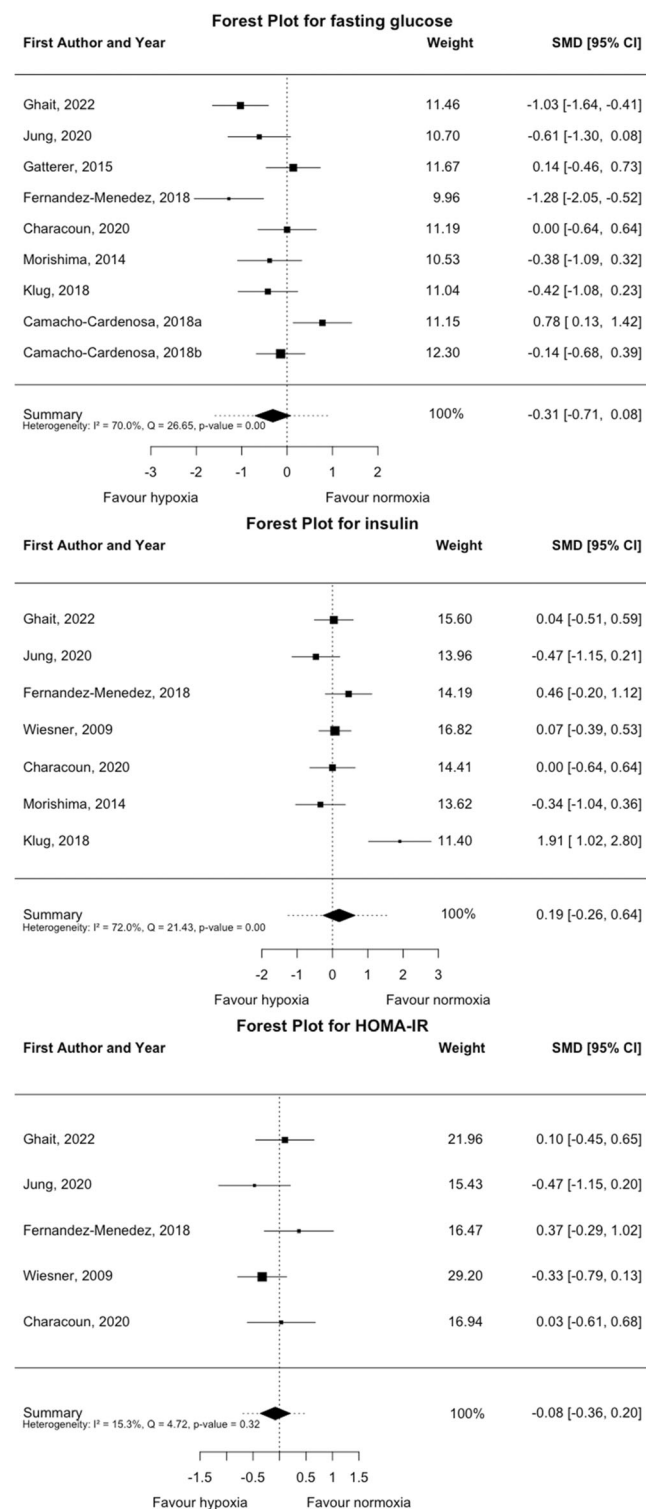 Forest Plot for fasting glucose
First Author and Year Weight SMD [95% CI]
Ghait, 2022 11.46 -1.03 [-1.64, -0.41]
Jung, 2020 10.70 -0.61 [-1.30, 0.08]
Gatterer, 2015 11.67 0.14 [-0.46, 0.73]
Fernandez-Menedez, 2018 9.96 -1.28 [-2.05, -0.52]
Characoun, 2020 11.19 0.00 [-0.64, 0.64]
Morishima, 2014 10.53 -0.38 [-1.09, 0.32]
Klug, 2018 11.04 -0.42 [-1.08, 0.23]
Camacho-Cardenosa, 2018a 11.15 0.78 [ 0.13, 1.42]
Camacho-Cardenosa, 2018b 12.30 -0.14 [-0.68, 0.39]
Summary 100% -0.31 [-0.71, 0.08]
Heterogeneity: I² = 70.0%, Q = 26.65, p-value = 0.00
-3 -2 -1 0 1 2
Favour hypoxia Favour normoxia
Forest Plot for insulin
First Author and Year Weight SMD [95% CI]
Ghait, 2022 15.60 0.04 [-0.51, 0.59]
Jung, 2020 13.96 -0.47 [-1.15, 0.21]
Fernandez-Menedez, 2018 14.19 0.46 [-0.20, 1.12]
Wiesner, 2009 16.82 0.07 [-0.39, 0.53]
Characoun, 2020 14.41 0.00 [-0.64, 0.64]
Morishima, 2014 13.62 -0.34 [-1.04, 0.36]
Klug, 2018 11.40 1.91 [ 1.02, 2.80]
Summary 100% 0.19 [-0.26, 0.64]
Heterogeneity: I² = 72.0%, Q = 21.43, p-value = 0.00
-2 -1 0 1 2 3
Favour hypoxia Favour normoxia
Forest Plot for HOMA-IR
First Author and Year Weight SMD [95% CI]
Ghait, 2022 21.96 0.10 [-0.45, 0.65]
Jung, 2020 15.43 -0.47 [-1.15, 0.20]
Fernandez-Menedez, 2018 16.47 0.37 [-0.29, 1.02]
Wiesner, 2009 29.20 -0.33 [-0.79, 0.13]
Characoun, 2020 16.94 0.03 [-0.61, 0.68]
Summary 100% -0.08 [-0.36, 0.20]
Heterogeneity: I² = 15.3%, Q = 4.72, p-value = 0.32
-1.5 -0.5 0.5 1 1.5
Favour hypoxia Favour normoxia